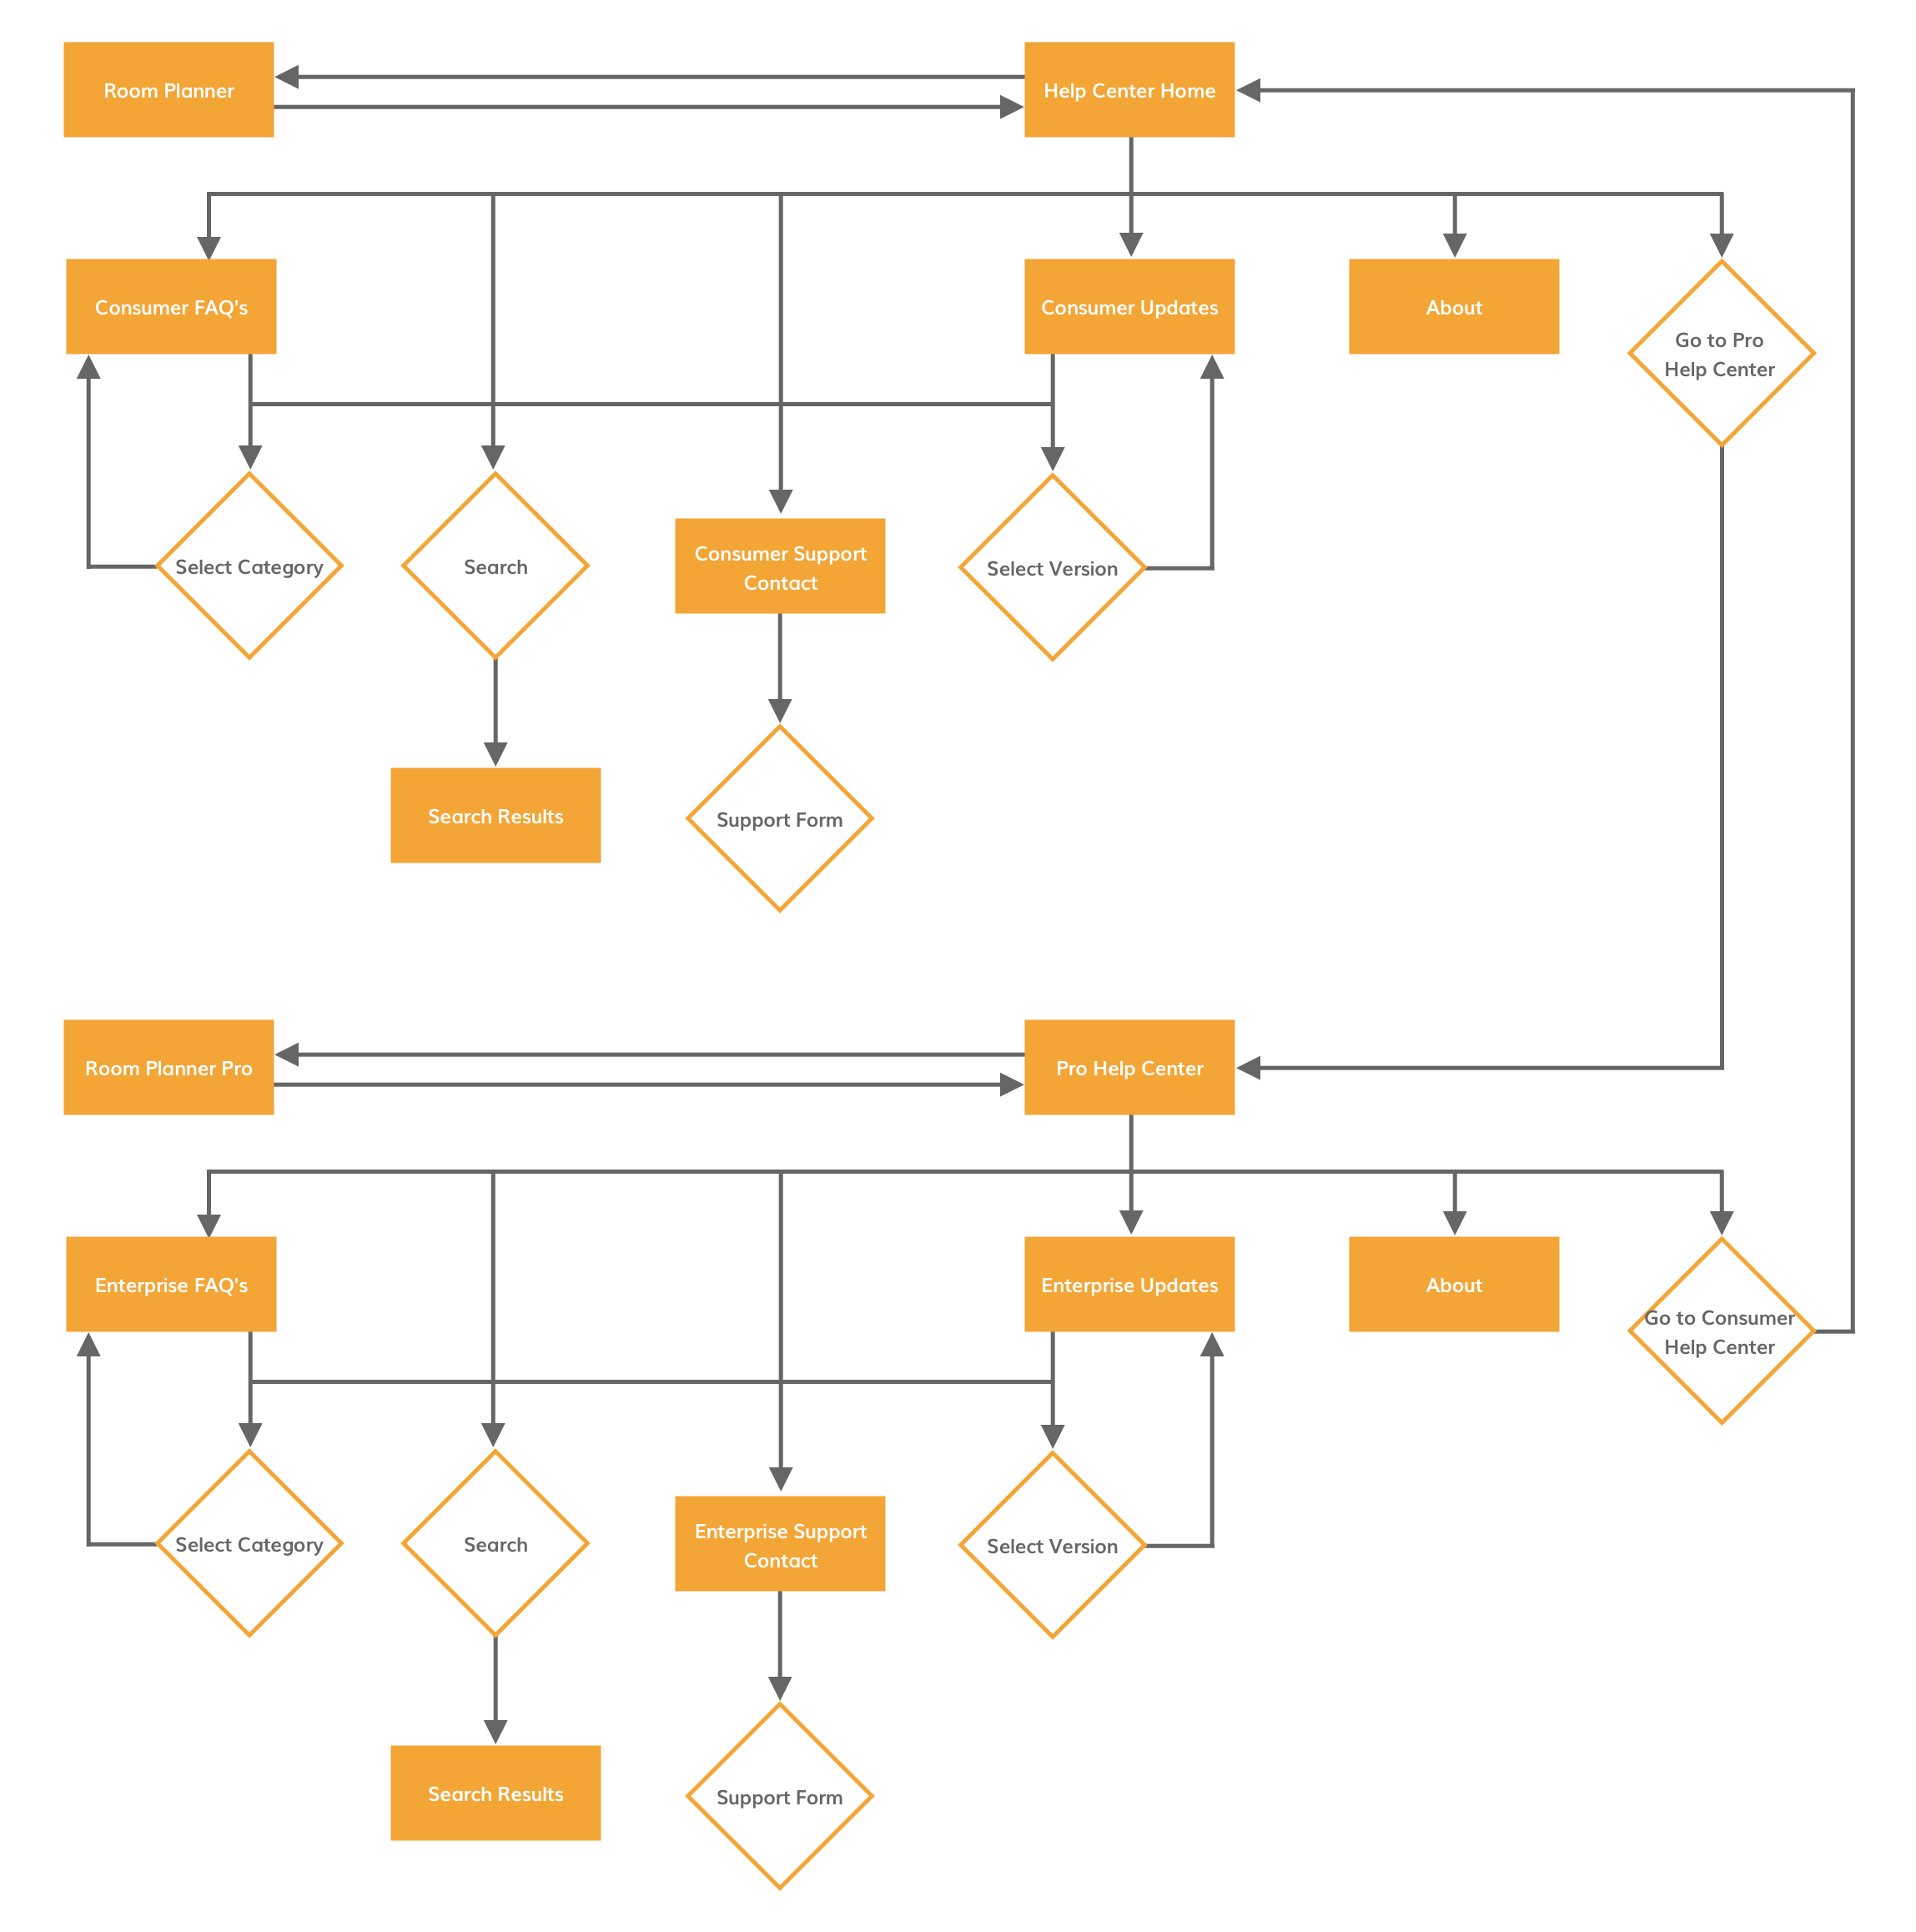 Room Planner
Help Center Home
Consumer FAQ's
Consumer Updates
About
Go to Pro
Help Center
Select Category
Search
Consumer Support
Contact
Select Version
Search Results
Support Form
Room Planner Pro
Pro Help Center
Enterprise FAQ's
Enterprise Updates
About
Go to Consumer
Help Center
Select Category
Search
Enterprise Support
Contact
Select Version
Search Results
Support Form